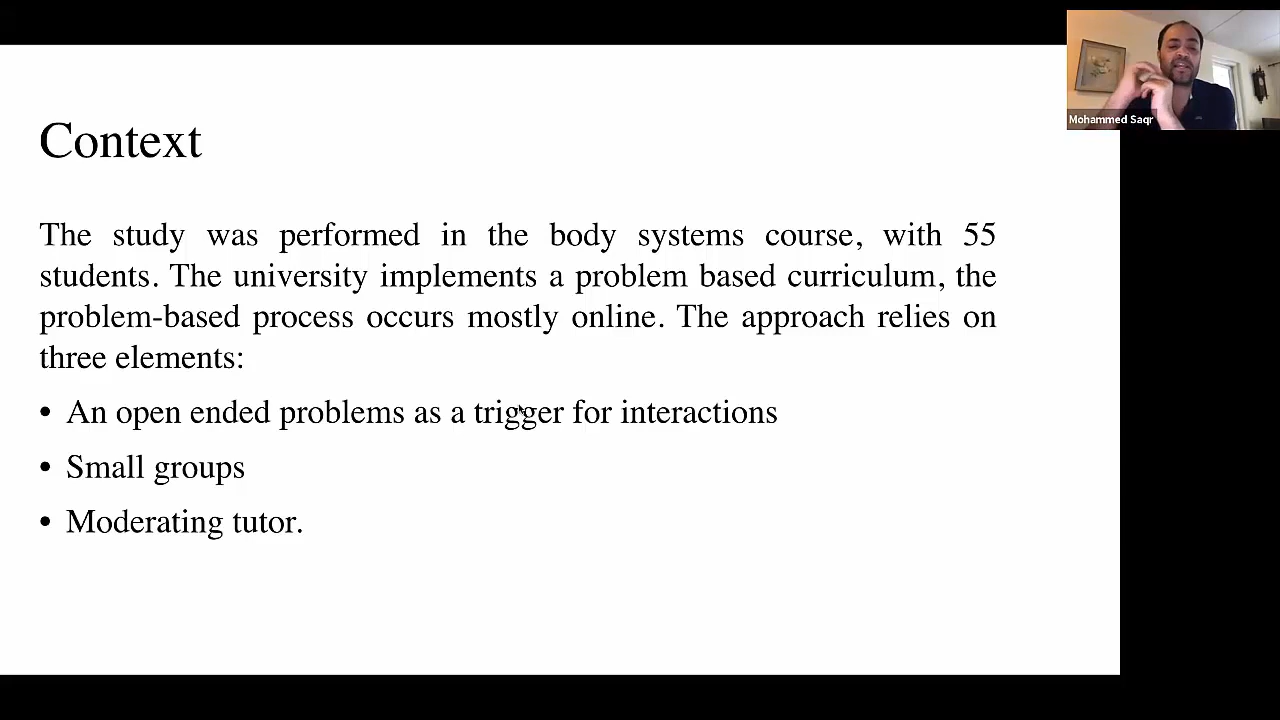 Context
The study was performed in the body systems course, with 55
students. The university implements a problem based curriculum, the
problem-based process occurs mostly online. The approach relies on
three elements:
• An open ended problems as a trigger for interactions
• Small groups
• Moderating tutor.
Mohammed Saqr